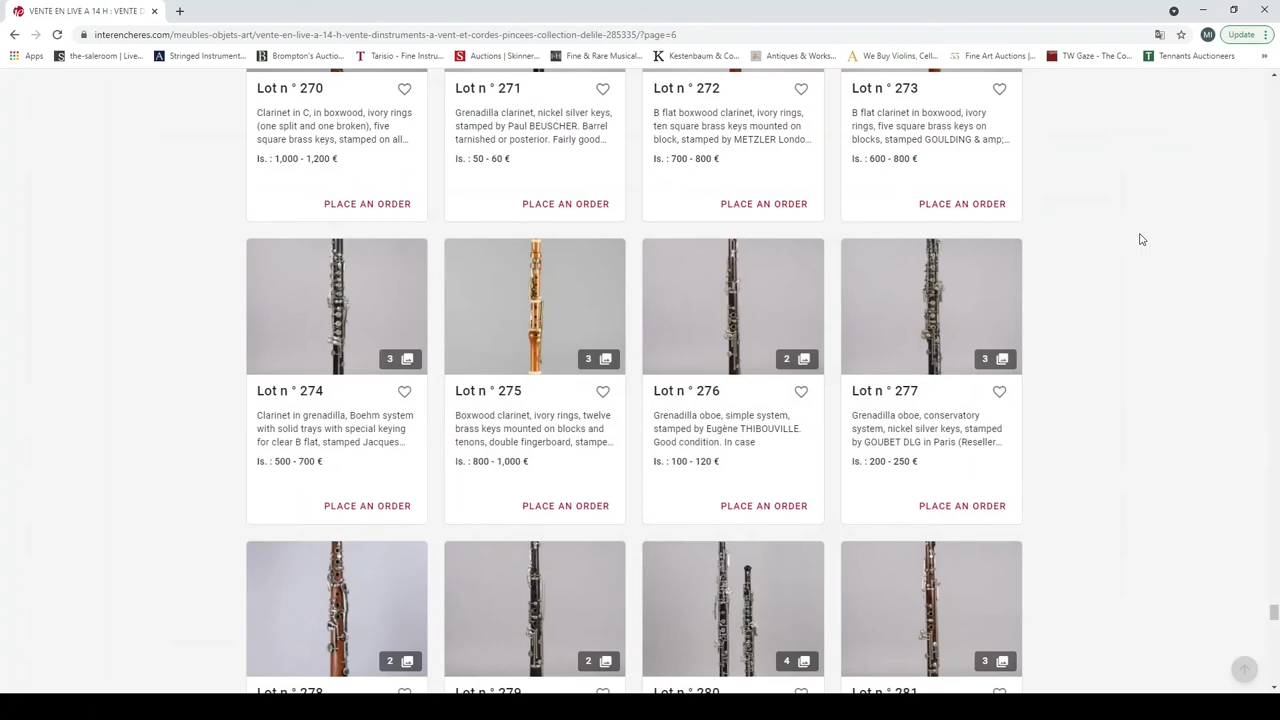 VENTE EN LIVE A 14 H : VENTE D
MI
Update
interencheres.com/meubles-objets-art/vente-en-live-a-14-h-vente-dinstruments-a-vent-et-cordes-pincees-collection-delile-285335/?page=6
Apps the-saleroom | Live... Stringed Instrument... Brompton's Auctio... Tarisio - Fine Instru... Auctions | Skinner... Fine & Rare Musical... Kestenbaum & Co... Antiques & Works... We Buy Violins, Cell... Fine Art Auctions |... TW Gaze - The Co... Tennants Auctioneers »
Lot n ° 270
Clarinet in C, in boxwood, ivory rings
(one split and one broken), five
square brass keys, stamped on all...
Is. : 1,000 - 1,200 €
PLACE AN ORDER
Lot n ° 271
Grenadilla clarinet, nickel silver keys,
stamped by Paul BEUSCHER. Barrel
tarnished or posterior. Fairly good...
Is. : 50 - 60 €
PLACE AN ORDER
Lot n ° 272
B flat boxwood clarinet, ivory rings,
ten square brass keys mounted on
block, stamped by METZLER Londo...
Is. : 700 - 800 €
PLACE AN ORDER
Lot n ° 273
B flat clarinet in boxwood, ivory
rings, five square brass keys on
blocks, stamped GOULDING & amp;...
Is. : 600 - 800 €
PLACE AN ORDER
3
Lot n ° 274
Clarinet in grenadilla, Boehm system
with solid trays with special keying
for clear B flat, stamped Jacques...
Is. : 500 - 700 €
PLACE AN ORDER
3
Lot n ° 275
Boxwood clarinet, ivory rings, twelve
brass keys mounted on blocks and
tenons, double fingerboard, stampe...
Is. : 800 - 1,000 €
PLACE AN ORDER
2
Lot n ° 276
Grenadilla oboe, simple system,
stamped by Eugène THIBOUVILLE.
Good condition. In case
Is. : 100 - 120 €
PLACE AN ORDER
3
Lot n ° 277
Grenadilla oboe, conservatory
system, nickel silver keys, stamped
by GOUBET DLG in Paris (Reseller...
Is. : 200 - 250 €
PLACE AN ORDER
2
Lot n ° 278
2
Lot n ° 279
4
Lot n ° 280
3
Lot n ° 281